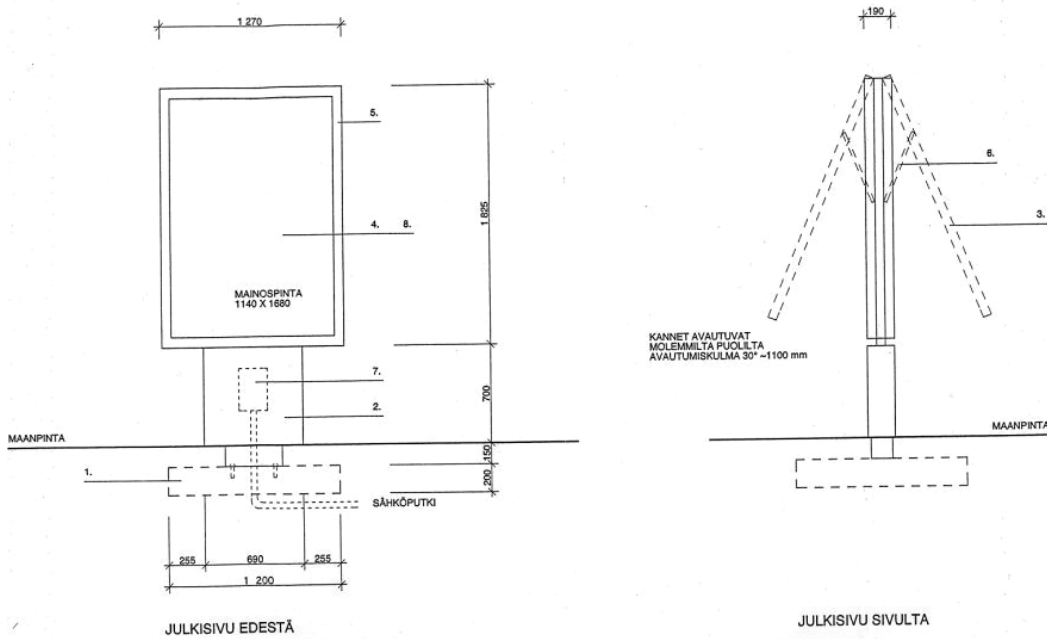 1 270
5.
4. 8.
MAINOSPINTA
1140 X 1680
1 825
7.
2.
700
MAANPINTA
150
1.
200
SÄHKÖPUTKI
255 690 255
1 200
JULKISIVU EDESTÄ
190
6.
3.
KANNET AVAUTUVAT
MOLEMMILTA PUOLILTA
AVAUTUMISKULMA 30° ~1100 mm
MAANPINTA
JULKISIVU SIVULTA